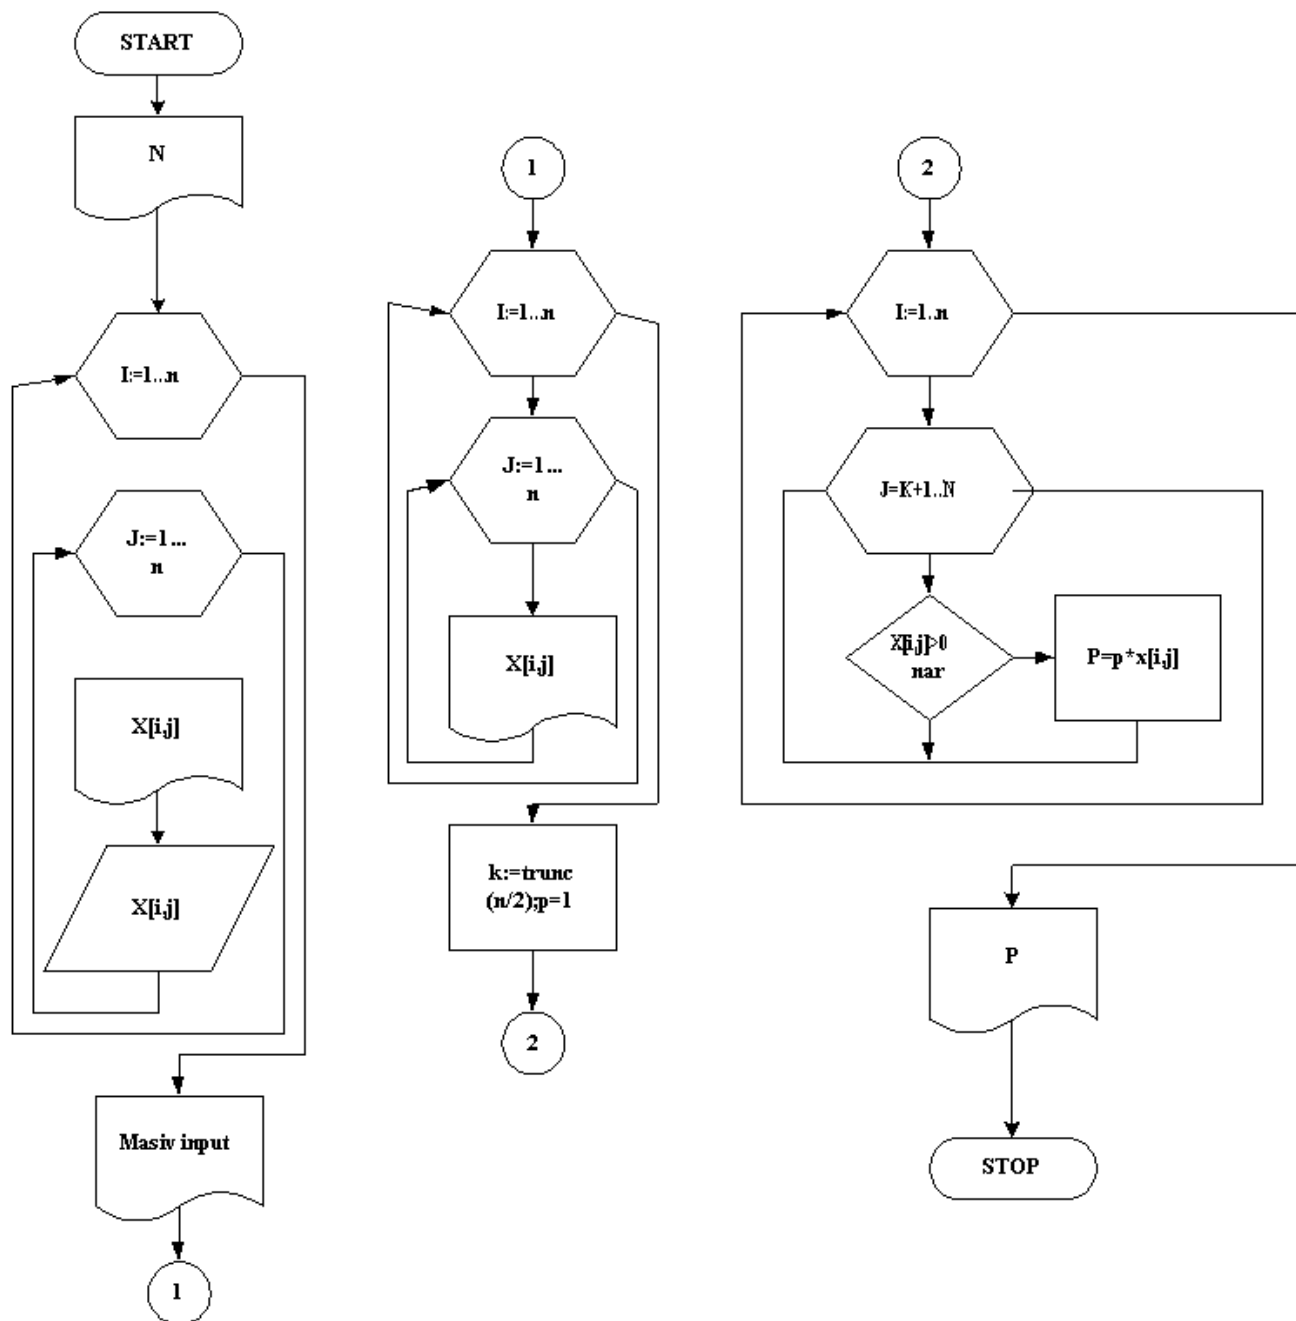 START
N
I:=1...n
J:=1...
n
X[i,j]
X[i,j]
Masiv input
1
1
I:=1...n
J:=1...
n
X[i,j]
k:=trunc
(n/2);p=1
2
2
I:=1..n
J=K+1..N
X[i,j]>0
nar
P=p*x[i,j]
P
STOP